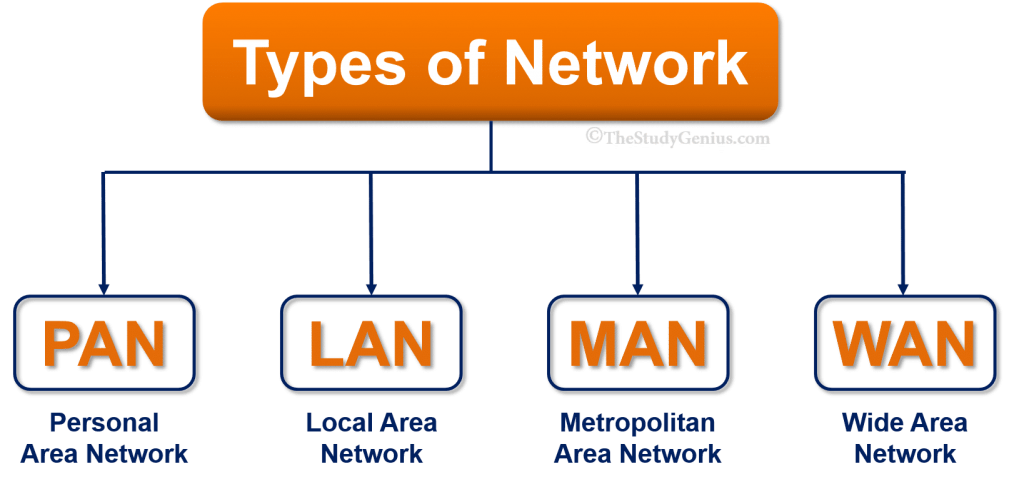 Types of Network
©TheStudyGenius.com
PAN
LAN
MAN
WAN
Personal
Area Network
Local Area
Network
Metropolitan
Area Network
Wide Area
Network